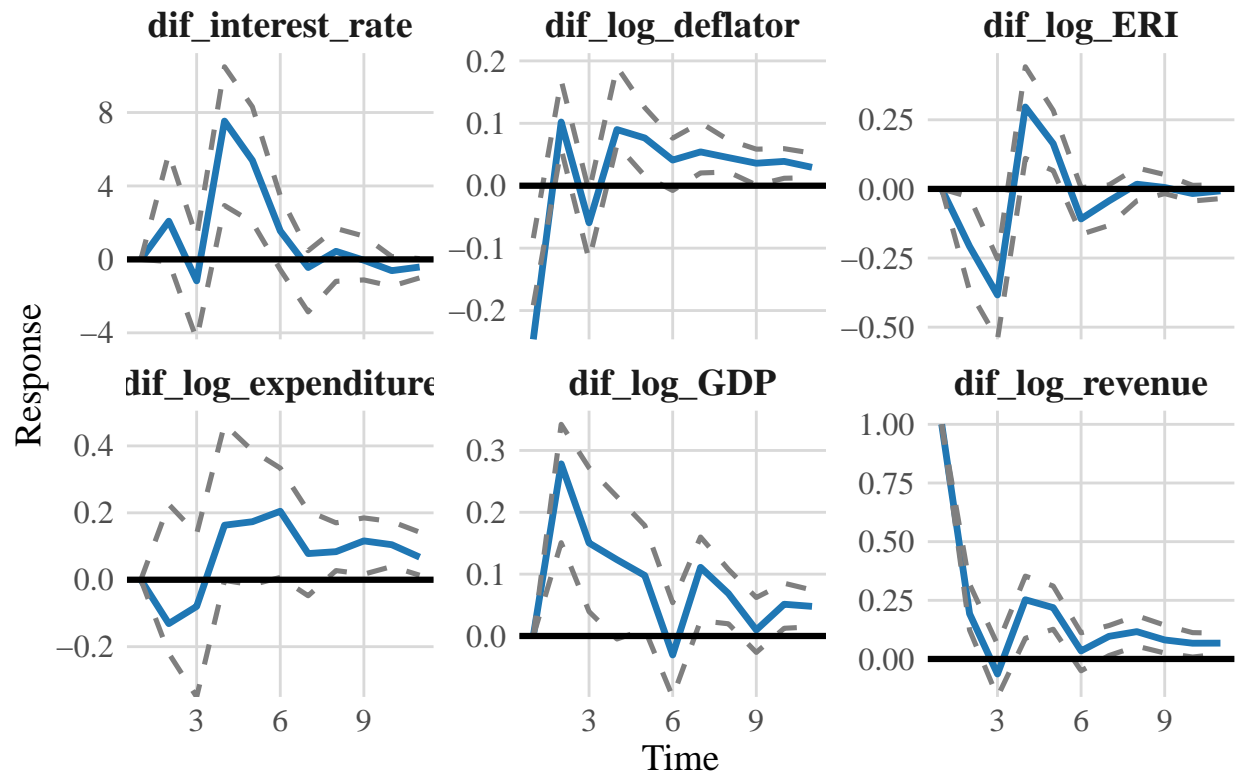 dif_interest_rate
dif_log_deflator
dif_log_ERI
8
4
0
−4
0.2
0.1
0.0
−0.1
−0.2
0.25
0.00
−0.25
−0.50
Response
dif_log_expenditure
dif_log_GDP
dif_log_revenue
0.4
0.2
0.0
−0.2
0.3
0.2
0.1
0.0
1.00
0.75
0.50
0.25
0.00
3 6 9
3 6 9
3 6 9
Time